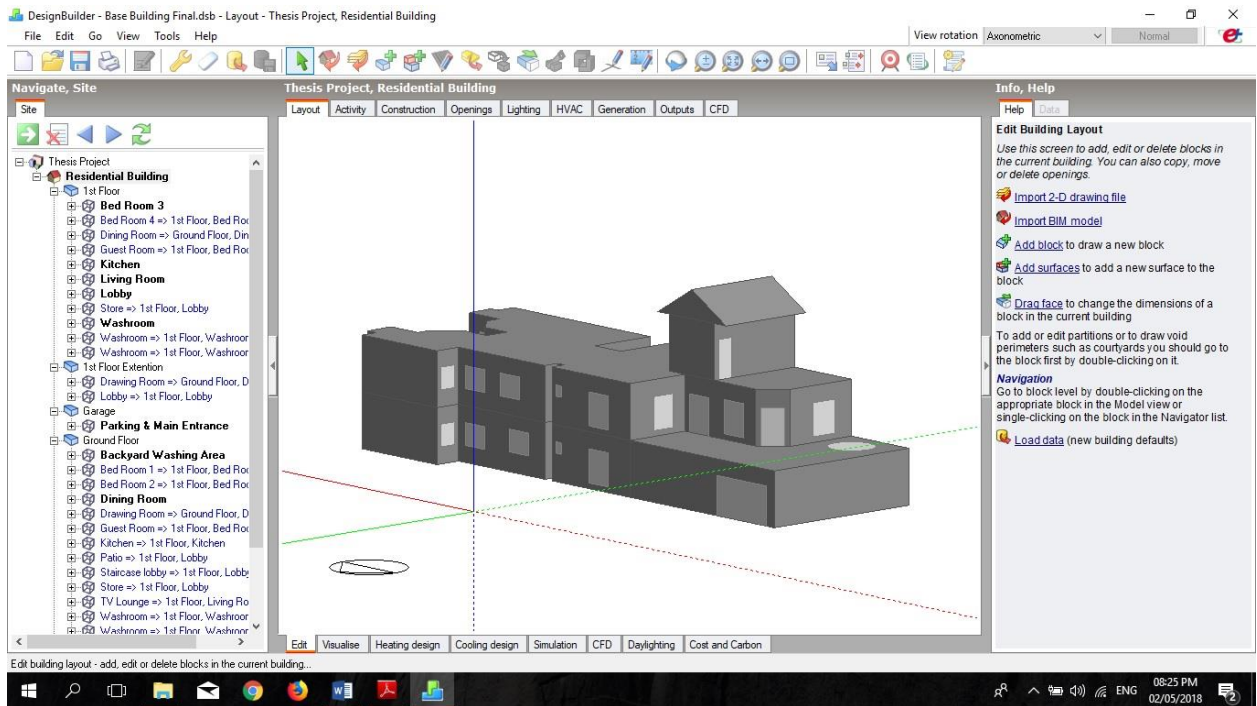 DesignBuilder - Base Building Final.dsb - Layout - Thesis Project, Residential Building
File Edit Go View Tools Help
View rotation Axonometric Normal
Navigate, Site
Site
Thesis Project
Residential Building
1st Floor
Bed Room 3
Bed Room 4 => 1st Floor, Bed Roo
Dining Room => Ground Floor, Din
Guest Room => 1st Floor, Bed Roo
Kitchen
Living Room
Lobby
Store => 1st Floor, Lobby
Washroom
Washroom => 1st Floor, Washroor
Washroom => 1st Floor, Washroor
1st Floor Extention
Drawing Room => Ground Floor, D
Lobby => 1st Floor, Lobby
Garage
Parking & Main Entrance
Ground Floor
Backyard Washing Area
Bed Room 1 => 1st Floor, Bed Roo
Bed Room 2 => 1st Floor, Bed Roo
Dining Room
Drawing Room => Ground Floor, D
Guest Room => 1st Floor, Bed Roo
Kitchen => 1st Floor, Kitchen
Patio => 1st Floor, Lobby
Staircase lobby => 1st Floor, Lobby
Store => 1st Floor, Lobby
TV Lounge => 1st Floor, Living Ro
Washroom => 1st Floor, Washroor
Washroom => 1st Floor, Washroor
Thesis Project, Residential Building
Layout Activity Construction Openings Lighting HVAC Generation Outputs CFD
Edit Visualise Heating design Cooling design Simulation CFD Daylighting Cost and Carbon
Info, Help
Help Data
Edit Building Layout
Use this screen to add, edit or delete blocks in
the current building. You can also copy, move
or delete openings.
Import 2-D drawing file
Import BIM model
Add block to draw a new block
Add surfaces to add a new surface to the
block
Drag face to change the dimensions of a
block in the current building
To add or edit partitions or to draw void
perimeters such as courtyards you should go to
the block first by double-clicking on it.
Navigation
Go to block level by double-clicking on the
appropriate block in the Model view or
single-clicking on the block in the Navigator list.
Load data (new building defaults)
Edit building layout - add, edit or delete blocks in the current building...
ENG
08:25 PM
02/05/2018